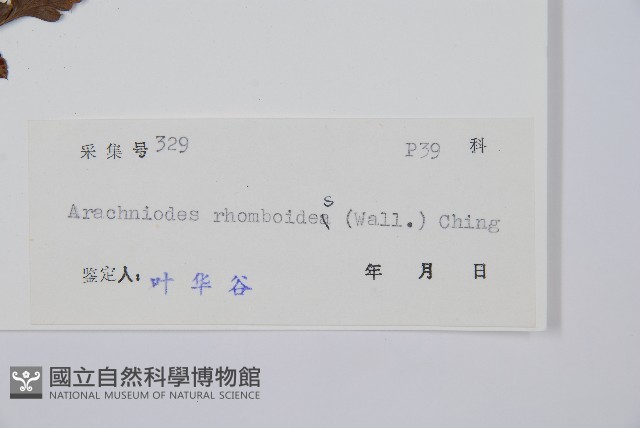 采集号 329 P39 科
Arachniodes rhomboides (Wall.) Ching
鉴定人: 叶华谷 年 月 日
國立自然科學博物館
NATIONAL MUSEUM OF NATURAL SCIENCE